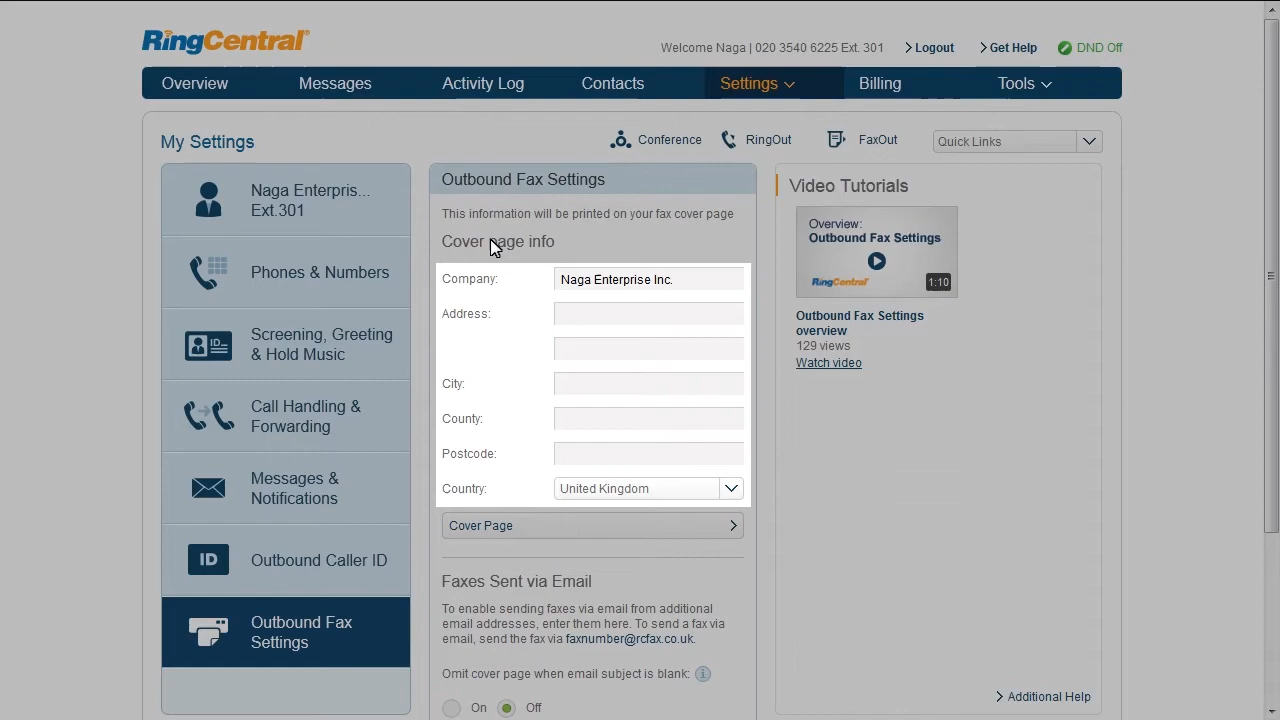 RingCentral
Welcome Naga | 020 3540 6225 Ext. 301
Logout
Get Help
DND Off
Overview
Messages
Activity Log
Contacts
Settings
Billing
Tools
My Settings
Conference
RingOut
FaxOut
Quick Links
Naga Enterpris...
Ext.301
Phones & Numbers
Screening, Greeting
& Hold Music
Call Handling &
Forwarding
Messages &
Notifications
Outbound Caller ID
Outbound Fax
Settings
Outbound Fax Settings
This information will be printed on your fax cover page
Cover page info
Company:
Naga Enterprise Inc.
Address:
City:
County:
Postcode:
Country:
United Kingdom
Cover Page
Faxes Sent via Email
To enable sending faxes via email from additional
email addresses, enter them here. To send a fax via
email, send the fax via faxnumber@rcfax.co.uk.
Omit cover page when email subject is blank:
On
Off
Video Tutorials
Overview:
Outbound Fax Settings
RingCentral
1:10
Outbound Fax Settings
overview
129 views
Watch video
Additional Help
ID
ID